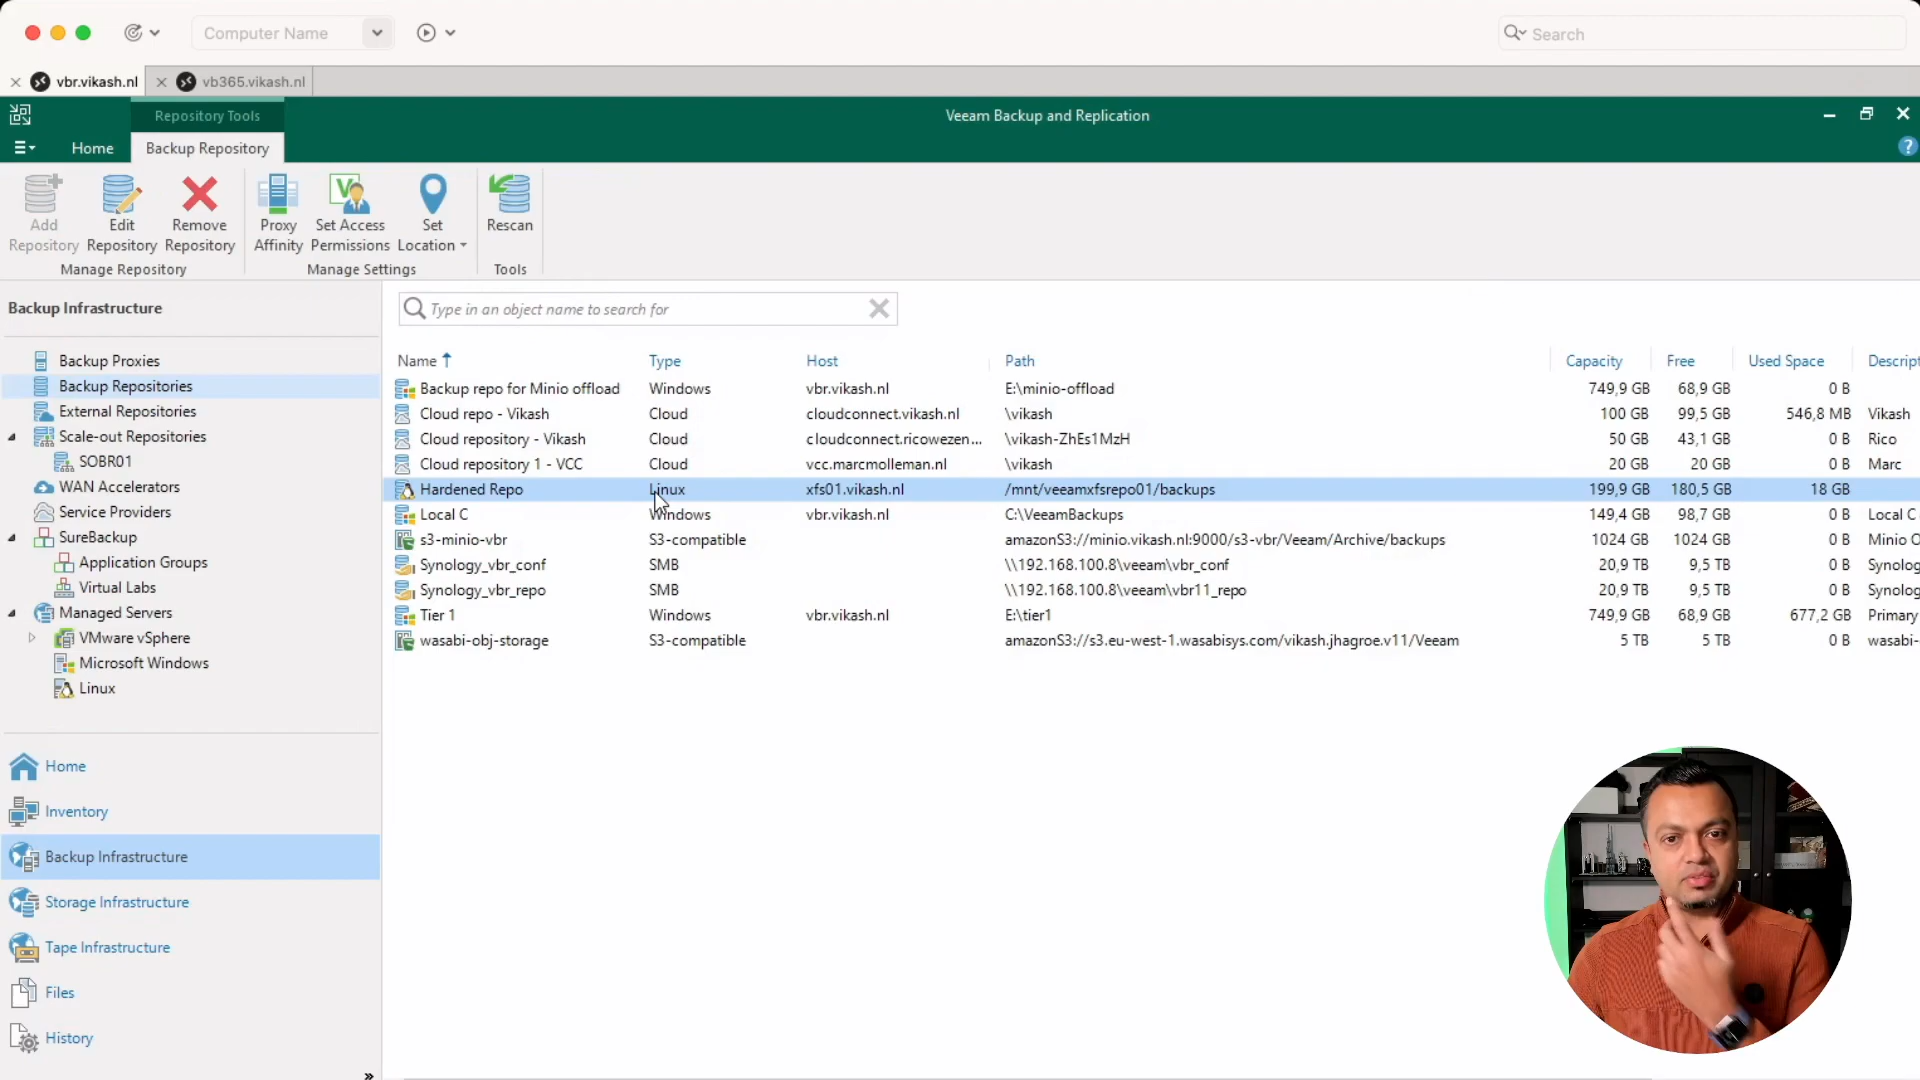 Computer Name
Search
vbr.vikash.nl
vb365.vikash.nl
Repository Tools
Veeam Backup and Replication
Home
Backup Repository
Add Repository
Edit Repository
Remove Repository
Proxy Affinity
Set Access Permissions
Set Location
Rescan
Manage Repository
Manage Settings
Tools
Backup Infrastructure
Type in an object name to search for
Backup Proxies
Backup Repositories
External Repositories
Scale-out Repositories
SOBR01
WAN Accelerators
Service Providers
SureBackup
Application Groups
Virtual Labs
Managed Servers
VMware vSphere
Microsoft Windows
Linux
Home
Inventory
Backup Infrastructure
Storage Infrastructure
Tape Infrastructure
Files
History
»
Name Type Host Path Capacity Free Used Space Descript
Backup repo for Minio offload Windows vbr.vikash.nl E:\minio-offload 749,9 GB 68,9 GB 0 B
Cloud repo - Vikash Cloud cloudconnect.vikash.nl \vikash 100 GB 99,5 GB 546,8 MB Vikash
Cloud repository - Vikash Cloud cloudconnect.ricowezen... \vikash-ZhEs1MzH 50 GB 43,1 GB 0 B Rico
Cloud repository 1 - VCC Cloud vcc.marcmolleman.nl \vikash 20 GB 20 GB 0 B Marc
Hardened Repo Linux xfs01.vikash.nl /mnt/veeamxfsrepo01/backups 199,9 GB 180,5 GB 18 GB
Local C Windows vbr.vikash.nl C:\VeeamBackups 149,4 GB 98,7 GB 0 B Local C
s3-minio-vbr S3-compatible amazonS3://minio.vikash.nl:9000/s3-vbr/Veeam/Archive/backups 1024 GB 1024 GB 0 B Minio O
Synology_vbr_conf SMB \\192.168.100.8\veeam\vbr_conf 20,9 TB 9,5 TB 0 B Synolog
Synology_vbr_repo SMB \\192.168.100.8\veeam\vbr11_repo 20,9 TB 9,5 TB 0 B Synolog
Tier 1 Windows vbr.vikash.nl E:\tier1 749,9 GB 68,9 GB 677,2 GB Primary
wasabi-obj-storage S3-compatible amazonS3://s3.eu-west-1.wasabisys.com/vikash.jhagroe.v11/Veeam 5 TB 5 TB 0 B wasabi-